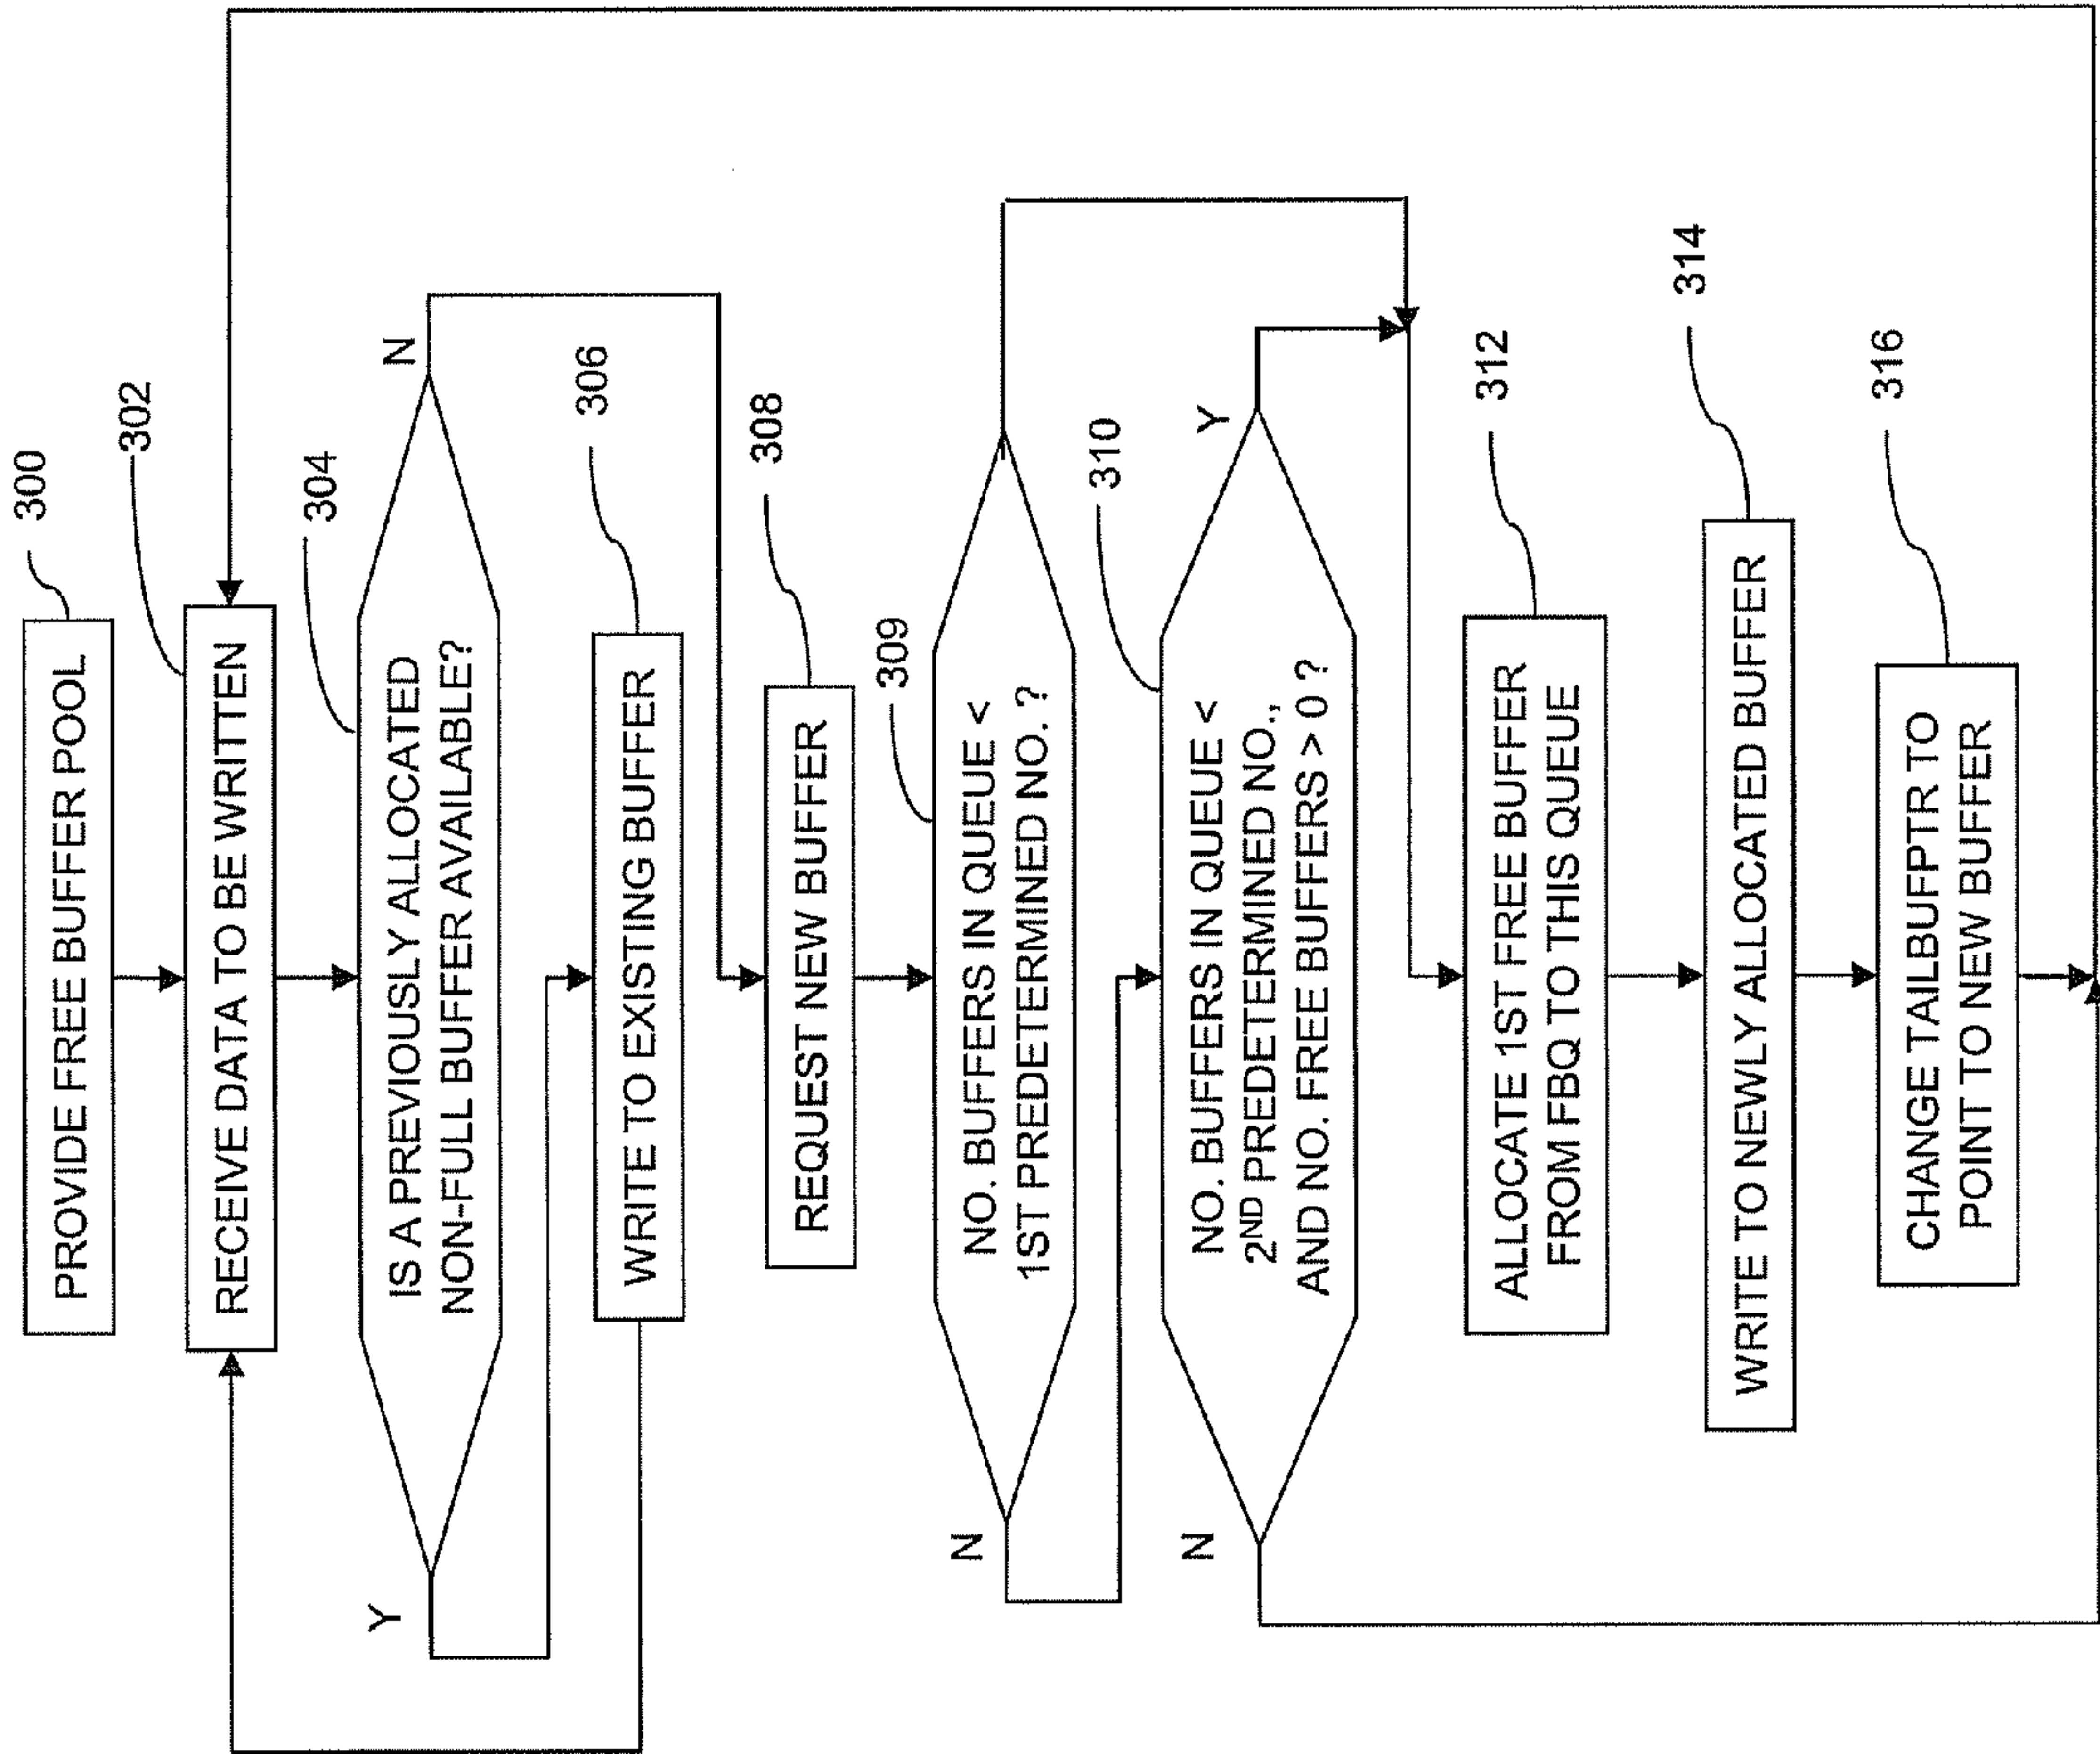 300
PROVIDE FREE BUFFER POOL
302
RECEIVE DATA TO BE WRITTEN
304
IS A PREVIOUSLY ALLOCATED
NON-FULL BUFFER AVAILABLE?
Y
N
306
WRITE TO EXISTING BUFFER
308
REQUEST NEW BUFFER
309
NO. BUFFERS IN QUEUE <
1ST PREDETERMINED NO. ?
N
310
NO. BUFFERS IN QUEUE <
2ND PREDETERMINED NO.,
AND NO. FREE BUFFERS > 0 ?
N
Y
312
ALLOCATE 1ST FREE BUFFER
FROM FBQ TO THIS QUEUE
314
WRITE TO NEWLY ALLOCATED BUFFER
316
CHANGE TAILBUFPTR TO
POINT TO NEW BUFFER